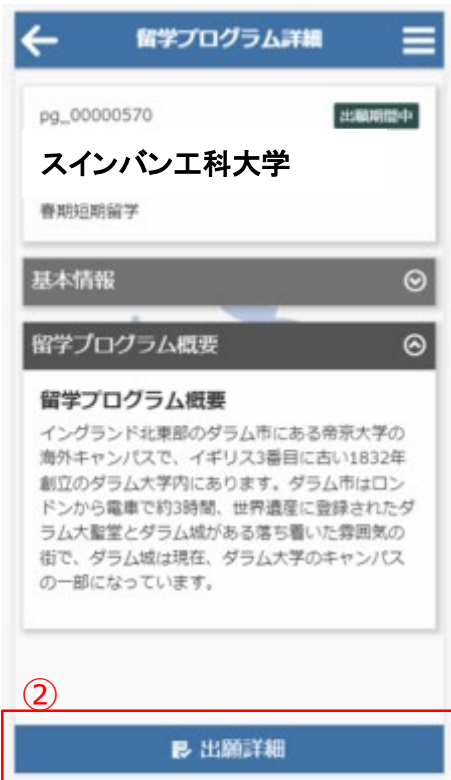 留学プログラム詳細
pg_00000570
出願期間中
スインバン工科大学
春期短期留学
基本情報
留学プログラム概要
留学プログラム概要
イングランド北東部のダラム市にある帝京大学の
海外キャンパスで、イギリス3番目に古い1832年
創立のダラム大学内にあります。ダラム市はロン
ドンから電車で約3時間、世界遺産に登録されたダ
ラム大聖堂とダラム城がある落ち着いた雰囲気の
街で、ダラム城は現在、ダラム大学のキャンパス
の一部になっています。
②
出願詳細